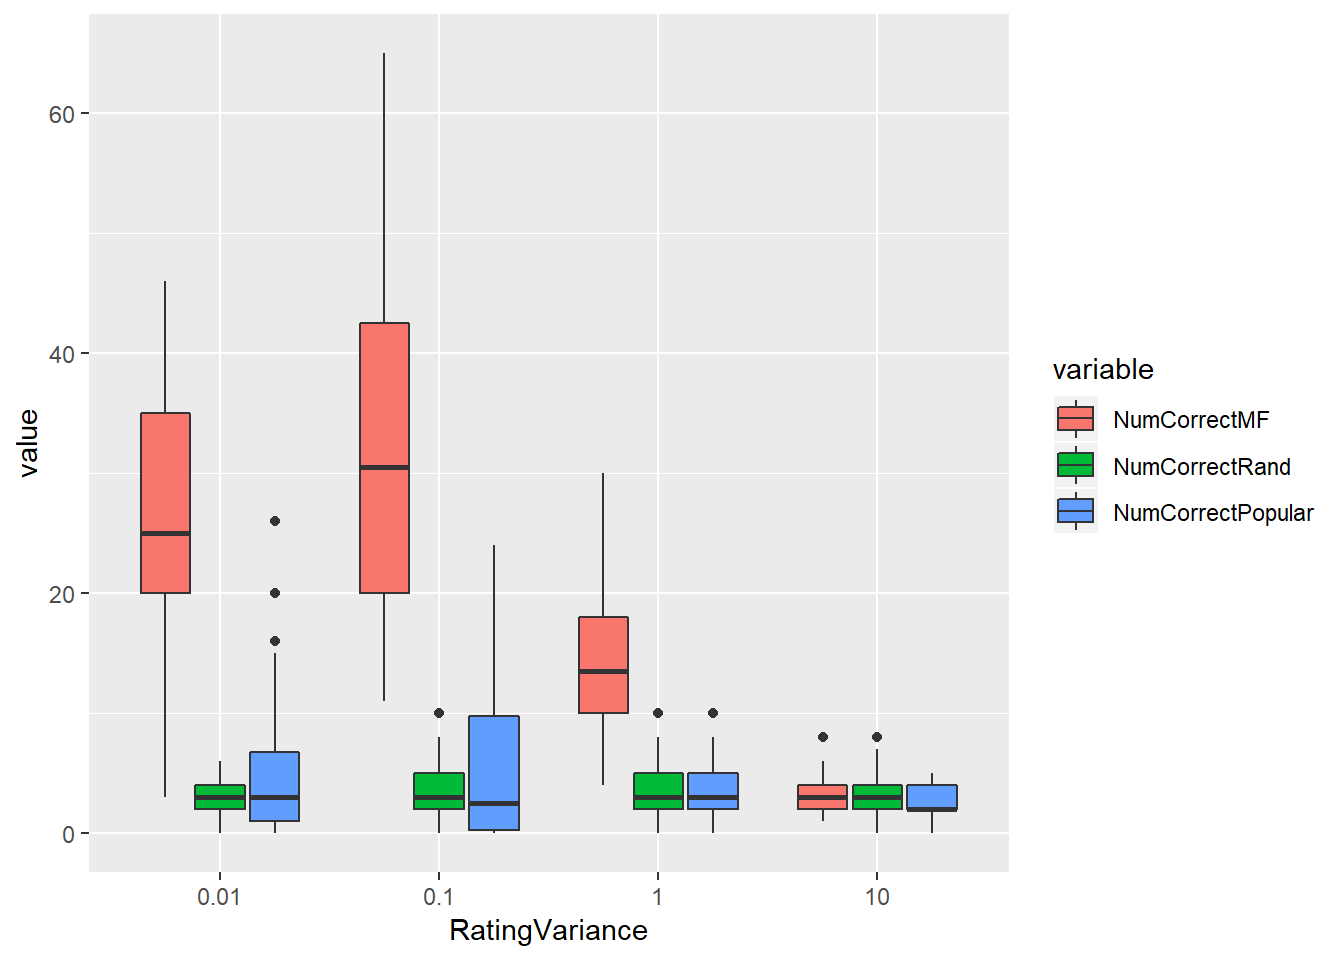 60
40
20
0
value
0.01
0.1
1
10
RatingVariance
variable
NumCorrectMF
NumCorrectRand
NumCorrectPopular